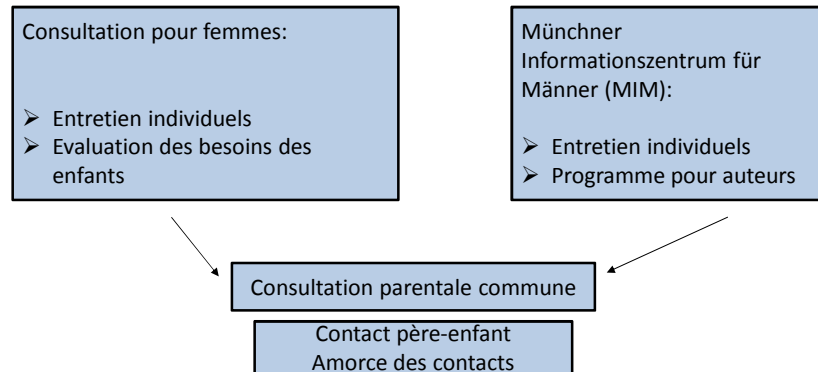 Consultation pour femmes:
➢ Entretien individuels
➢ Evaluation des besoins des
enfants
Münchner
Informationszentrum für
Männer (MIM):
➢ Entretien individuels
➢ Programme pour auteurs
Consultation parentale commune
Contact père-enfant
Amorce des contacts